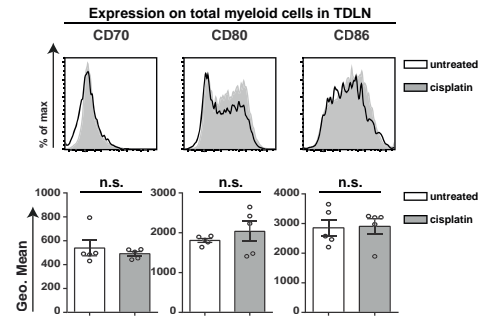 Expression on total myeloid cells in TDLN
CD70 CD80 CD86
% of max
untreated
cisplatin
n.s. n.s. n.s.
Geo. Mean
1000 3000 4000
800
600 2000 3000
400 2000
200 1000 1000
0 0 0
untreated
cisplatin